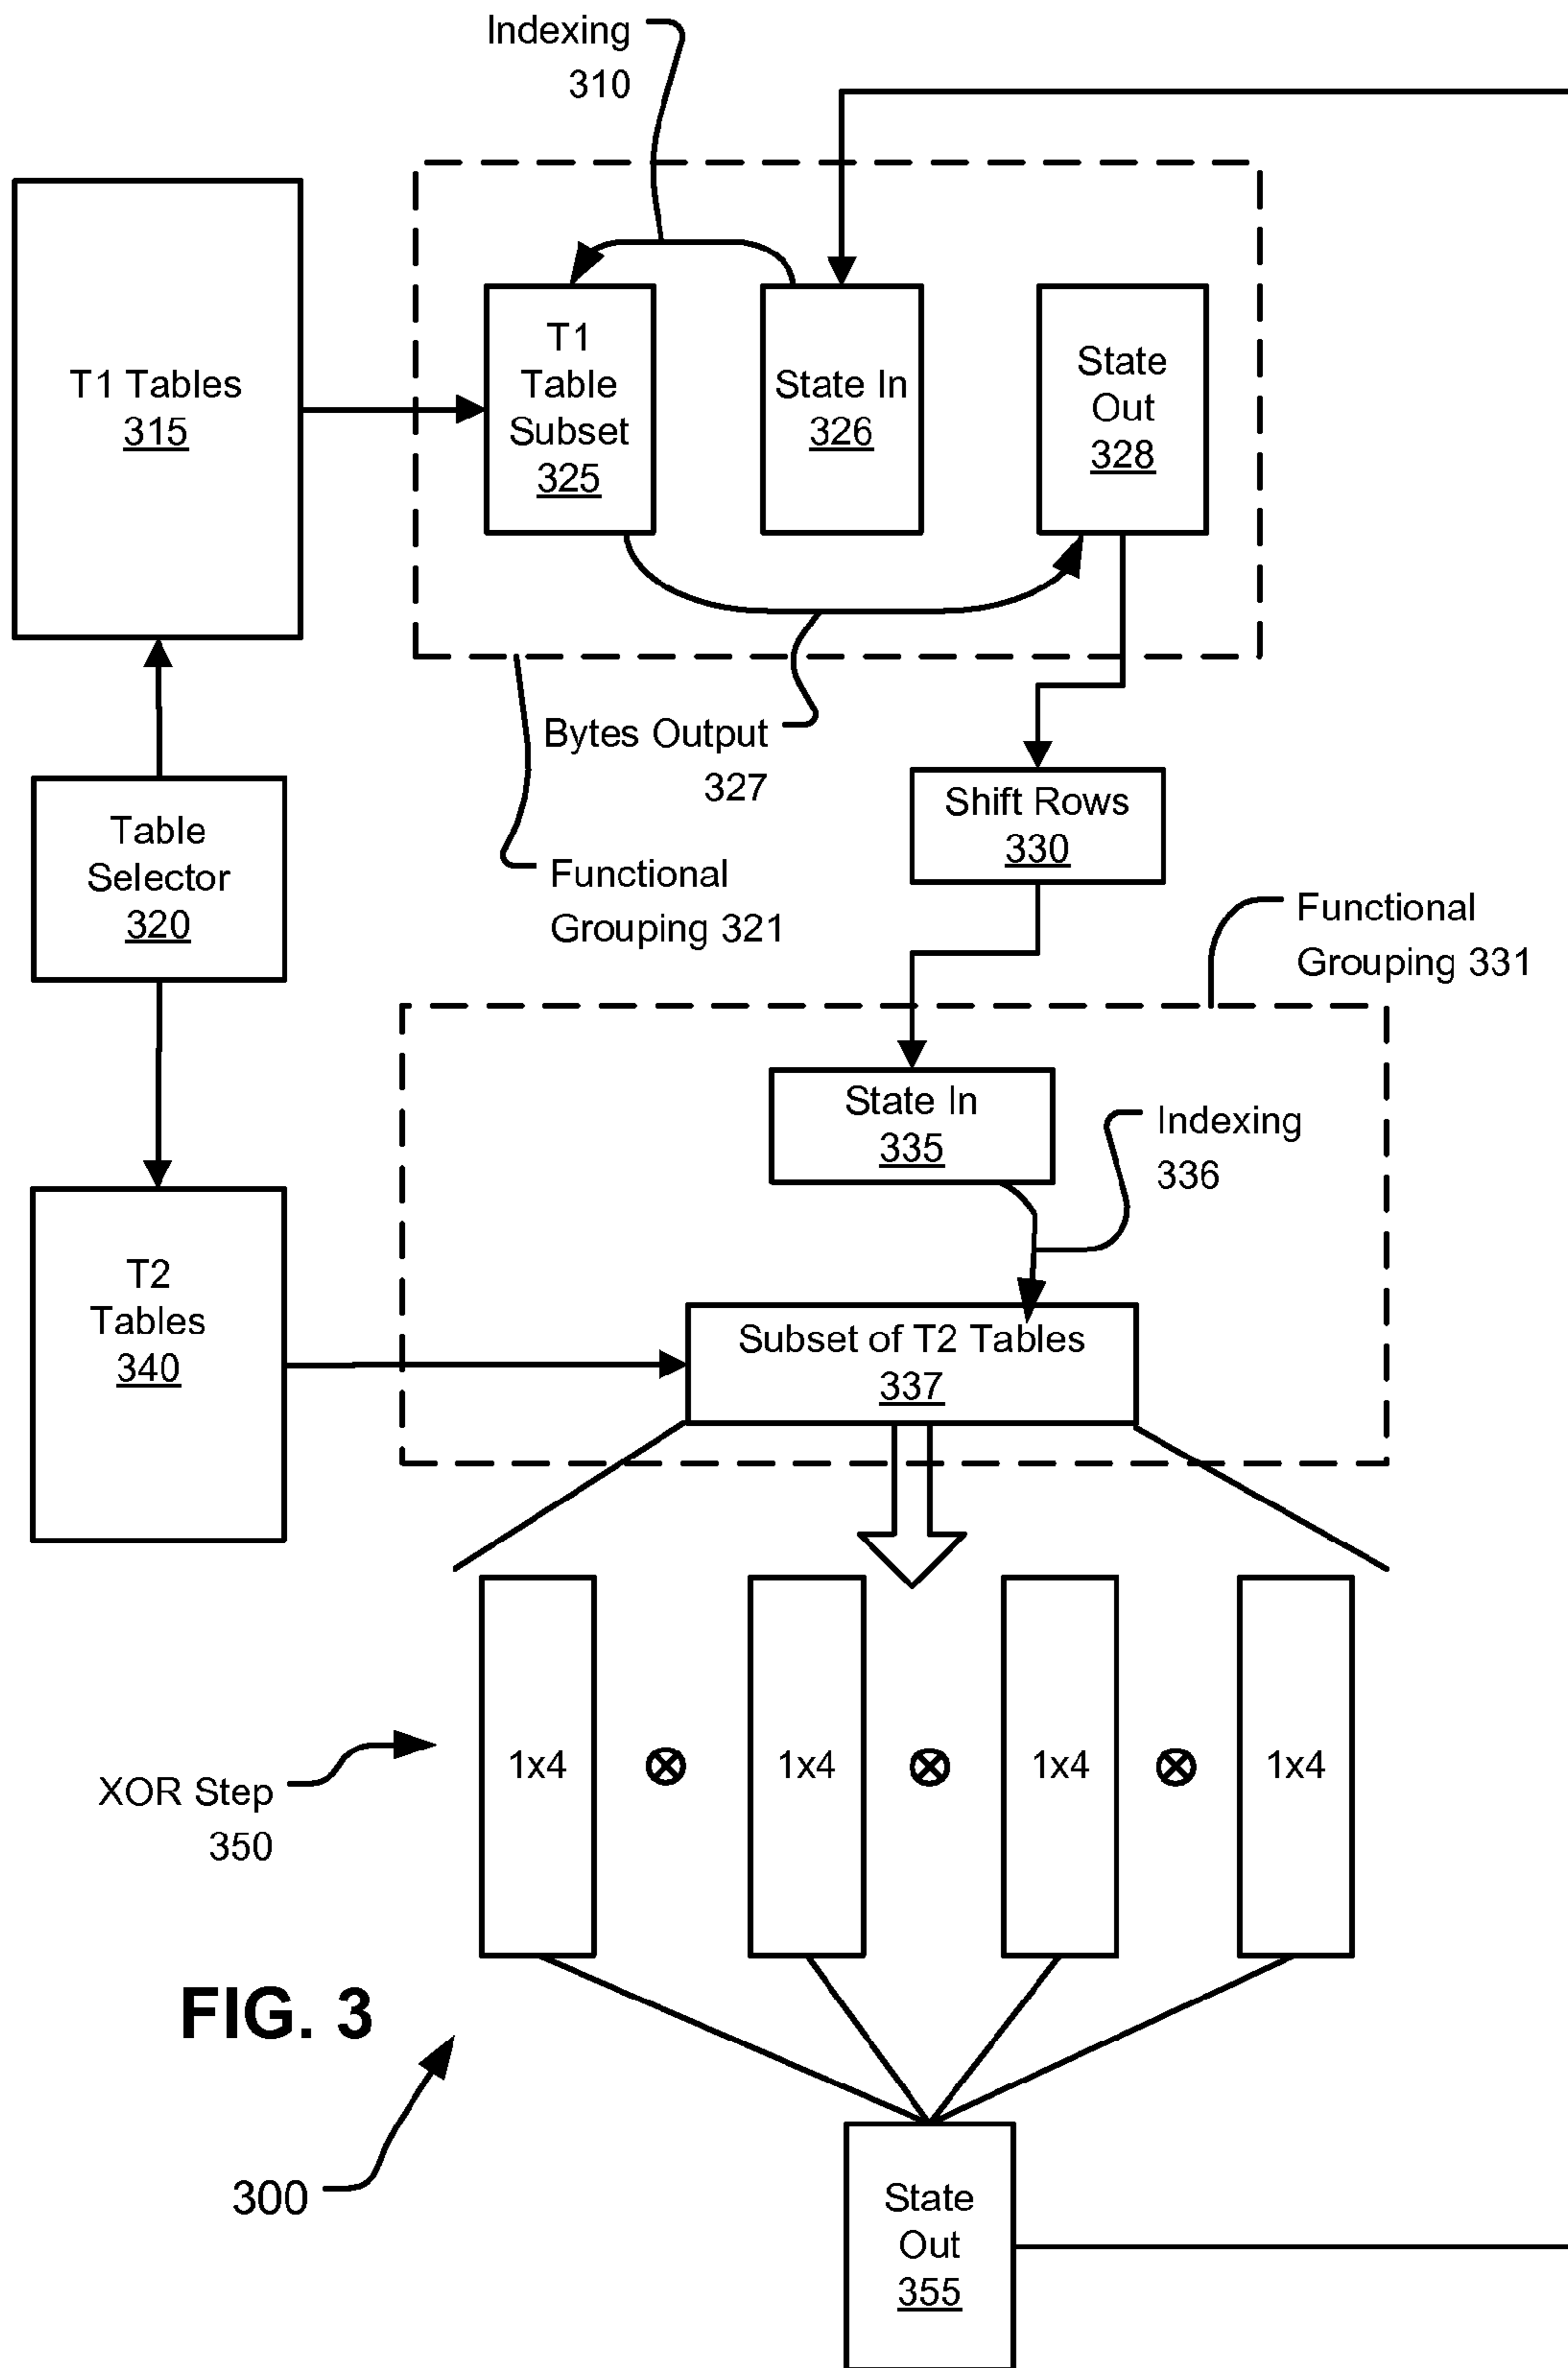 Indexing
310
T1 Tables
315
T1
Table
Subset
325
State In
326
State
Out
328
Bytes Output
327
Table
Selector
320
Functional
Grouping 321
Shift Rows
330
Functional
Grouping 331
State In
335
Indexing
336
T2
Tables
340
Subset of T2 Tables
337
XOR Step
350
1x4
1x4
1x4
1x4
FIG. 3
300
State
Out
355